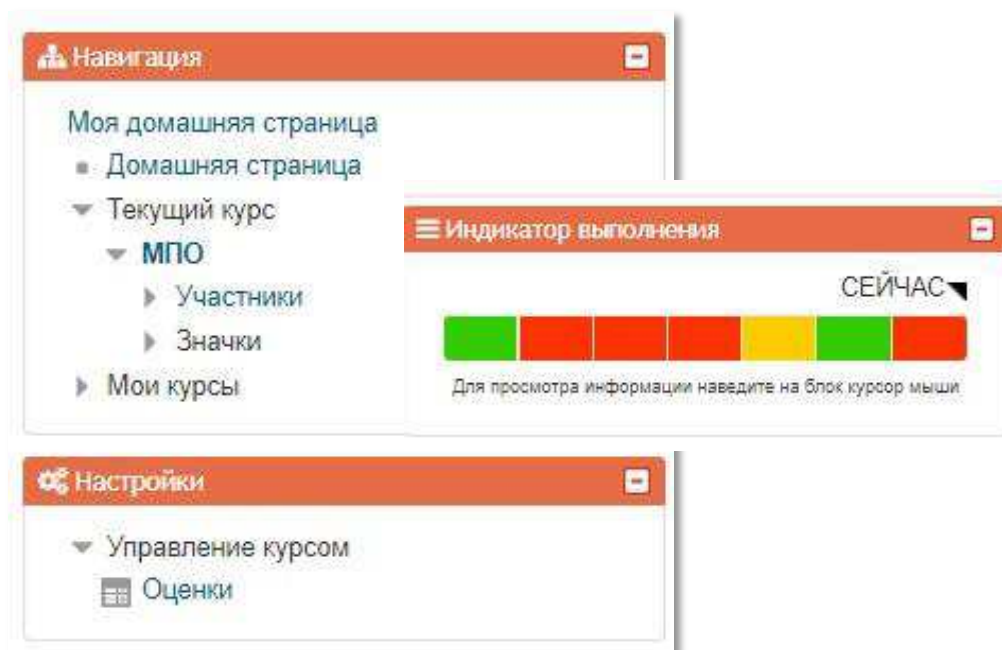 Навигация
Моя домашняя страница
Домашняя страница
Текущий курс
МПО
Участники
Значки
Мои курсы
Индикатор выполнения
СЕЙЧАС
Для просмотра информации наведите на блок курсор мыши
Настройки
Управление курсом
Оценки